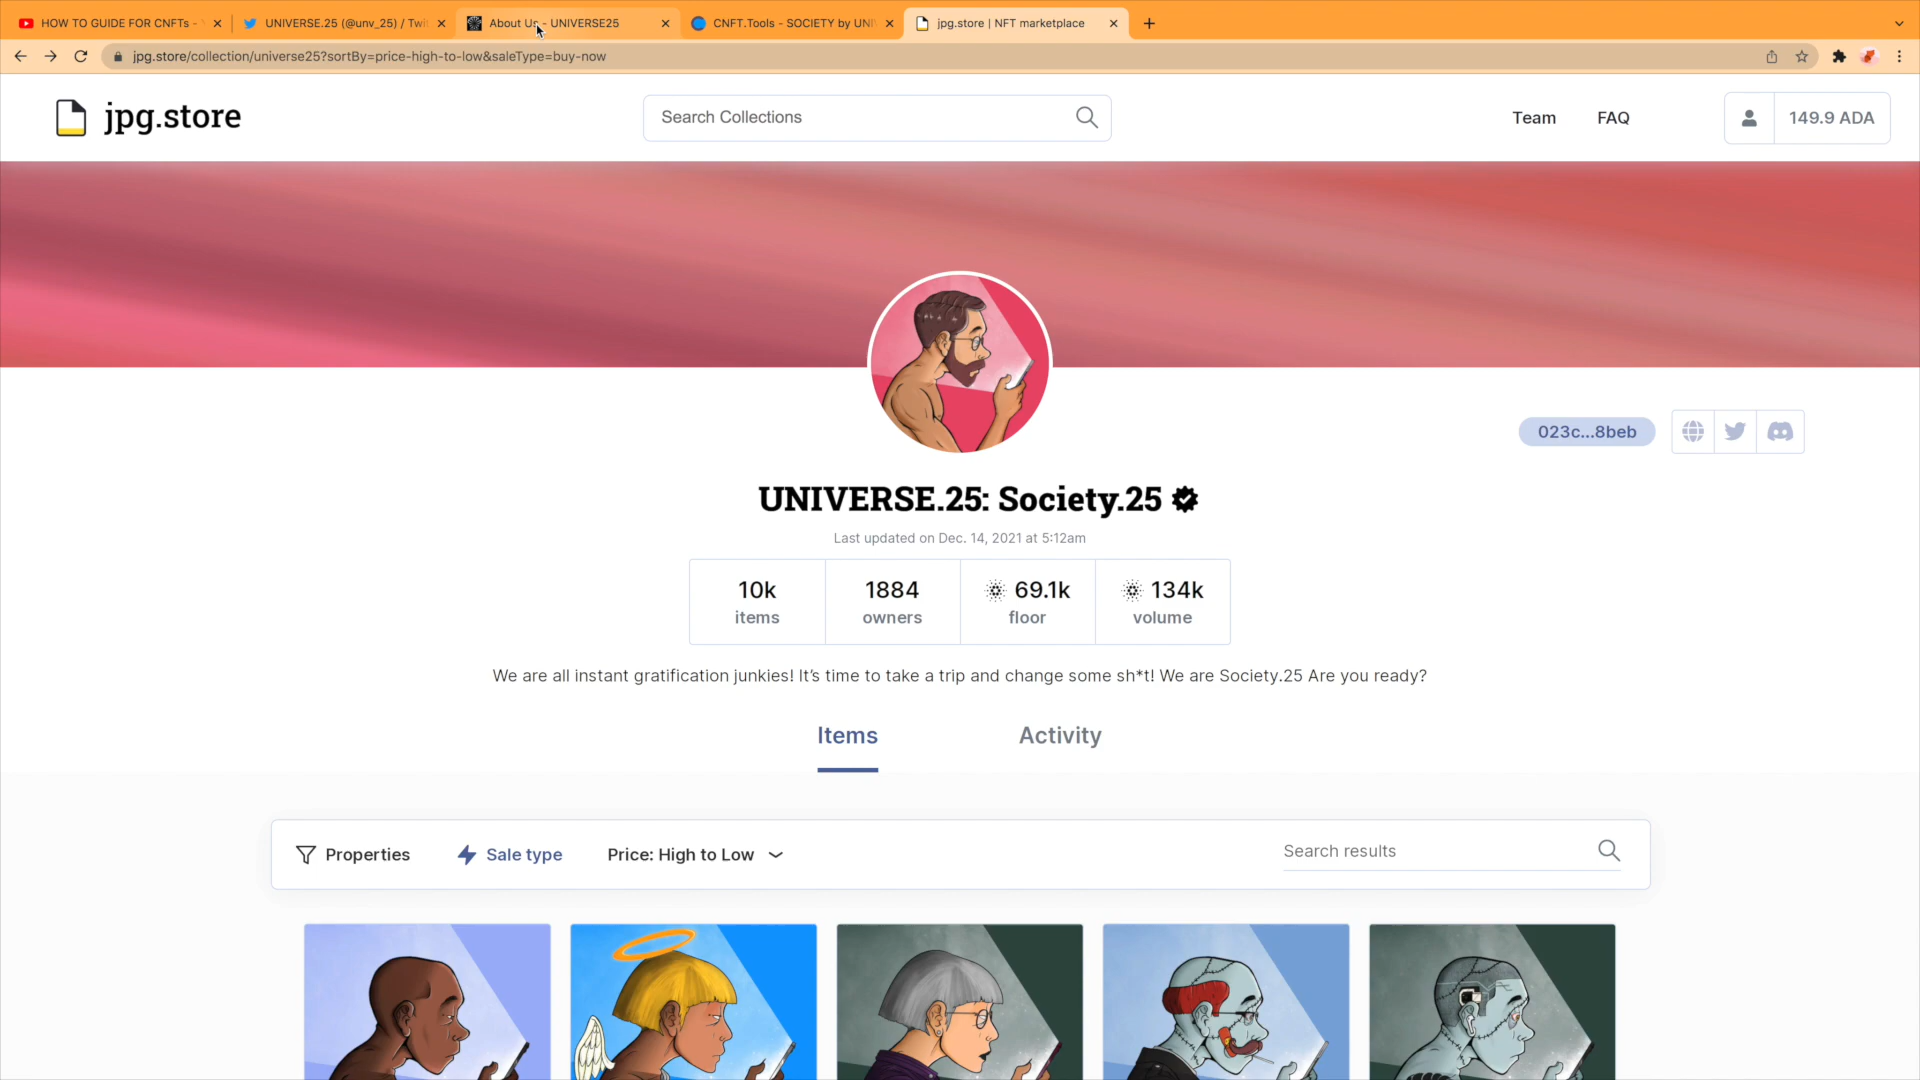 HOW TO GUIDE FOR CNFTs -
UNIVERSE.25 (@unv_25) / Twi
About Us - UNIVERSE25
CNFT.Tools - SOCIETY by UNI
jpg.store | NFT marketplace
jpg.store/collection/universe25?sortBy=price-high-to-low&saleType=buy-now
jpg.store
Search Collections
Team
FAQ
149.9 ADA
023c...8beb
UNIVERSE.25: Society.25
Last updated on Dec. 14, 2021 at 5:12am
10k
items
1884
owners
69.1k
floor
134k
volume
We are all instant gratification junkies! It's time to take a trip and change some sh*t! We are Society.25 Are you ready?
Items
Activity
Properties
Sale type
Price: High to Low
Search results